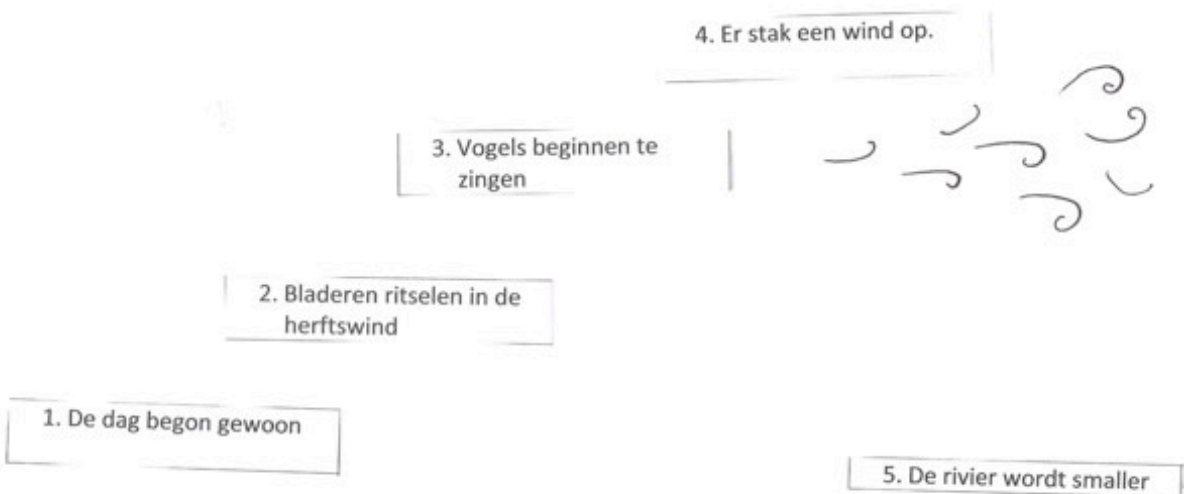 4. Er stak een wind op.
3. Vogels beginnen te
zingen
2. Bladeren ritselen in de
herftswind
1. De dag begon gewoon
5. De rivier wordt smaller